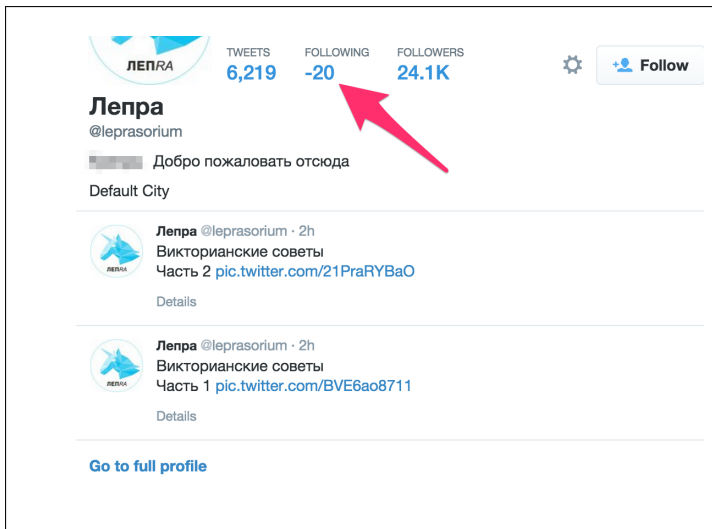 ЛЕПRA
TWEETS FOLLOWING FOLLOWERS
6,219 -20 24.1K
Follow
Лепра
@leprasorium
Добро пожаловать отсюда
Default City
Лепра @leprasorium · 2h
Викторианские советы
Часть 2 pic.twitter.com/21PraRYBaO
ЛЕПRA
Details
Лепра @leprasorium · 2h
Викторианские советы
Часть 1 pic.twitter.com/BVE6ao8711
ЛЕПRA
Details
Go to full profile